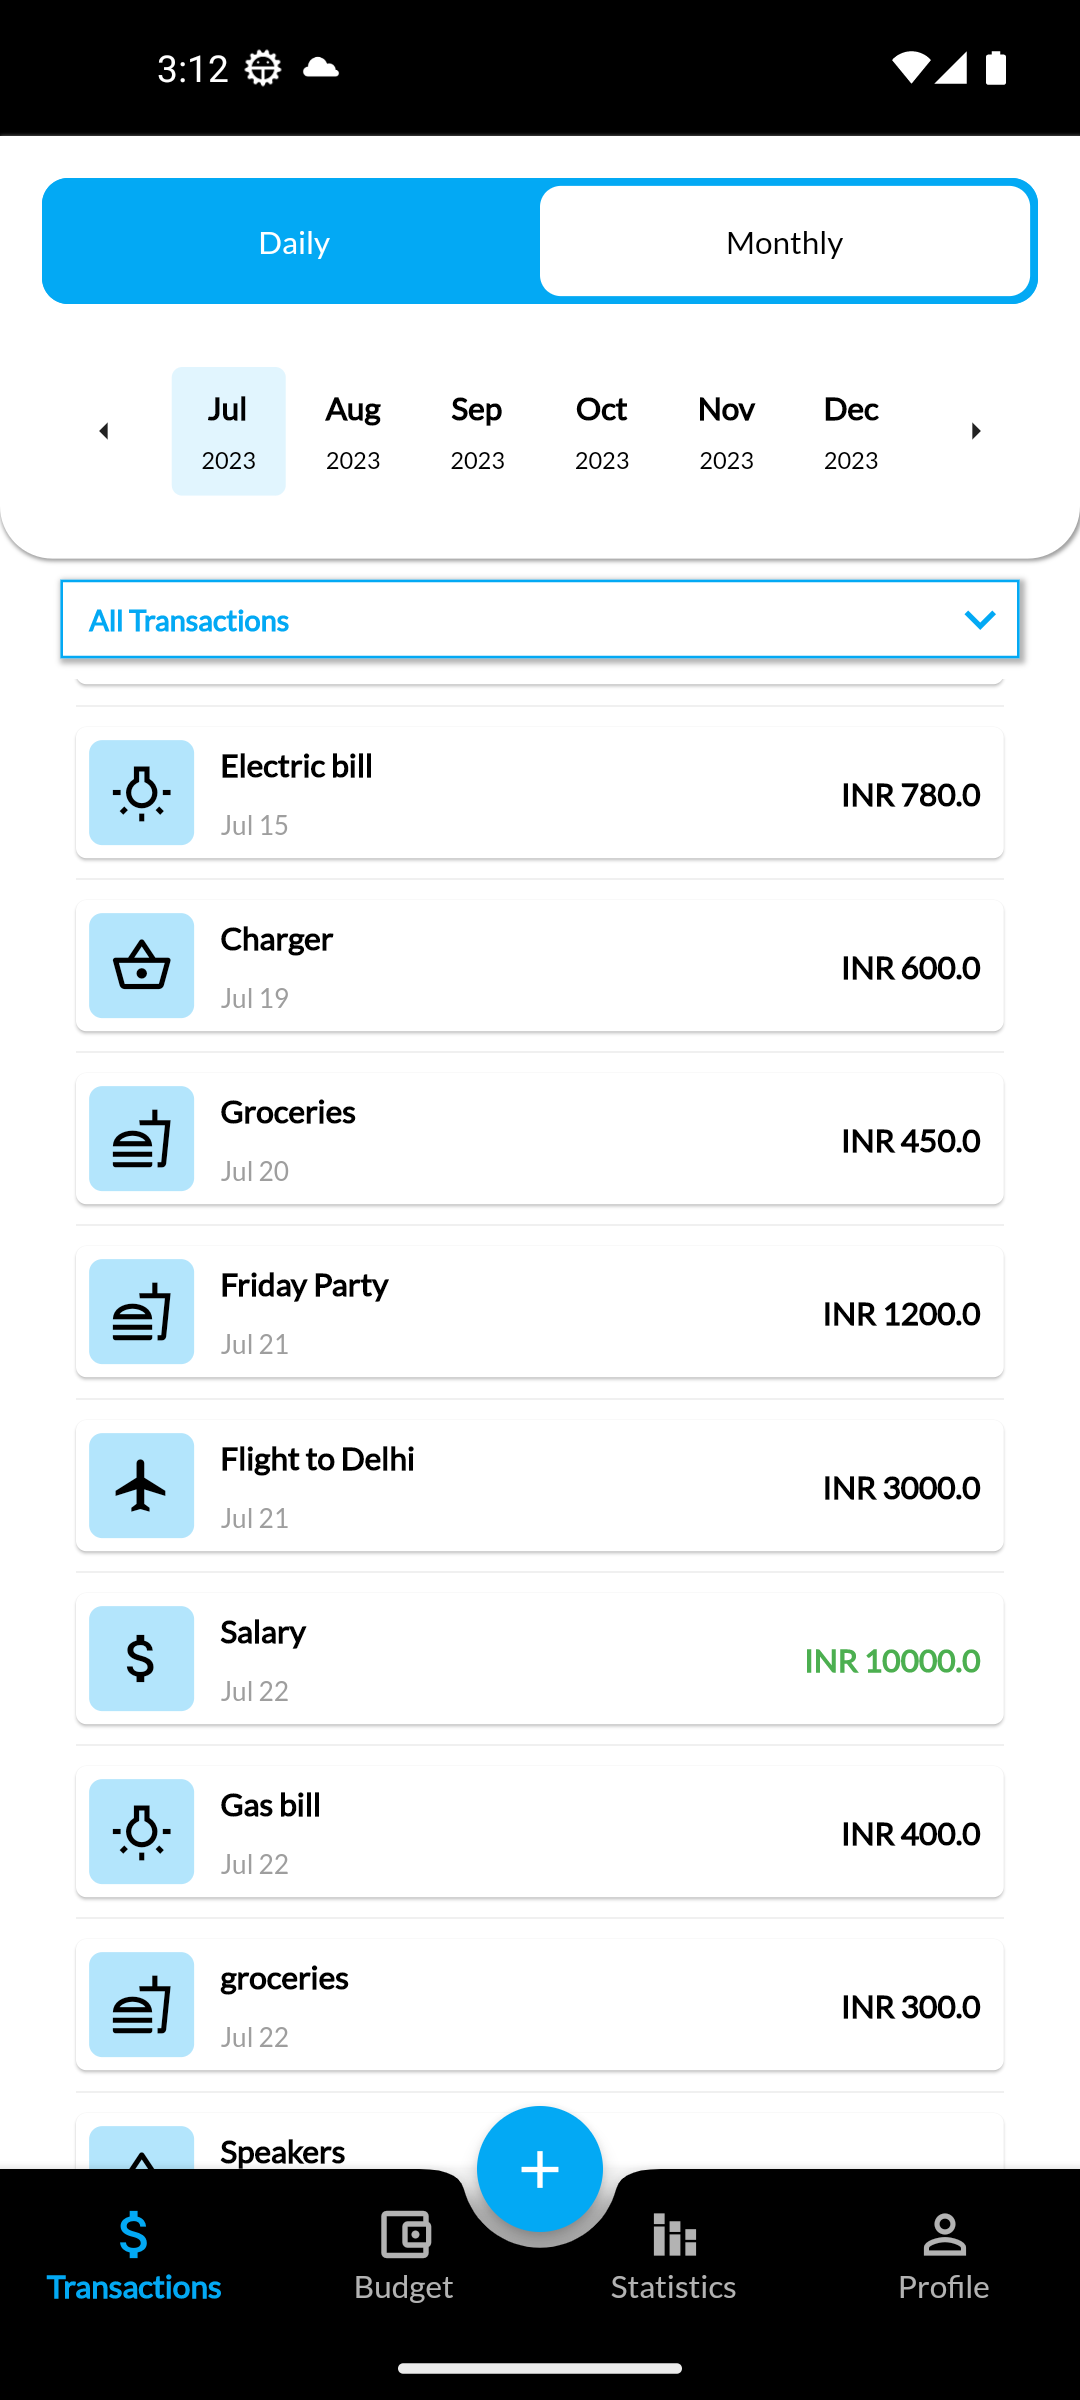 3:12
Daily Monthly
Jul Aug Sep Oct Nov Dec
2023 2023 2023 2023 2023 2023
All Transactions
Electric bill
INR 780.0
Jul 15
Charger
INR 600.0
Jul 19
Groceries
INR 450.0
Jul 20
Friday Party
INR 1200.0
Jul 21
Flight to Delhi
INR 3000.0
Jul 21
Salary
INR 10000.0
Jul 22
Gas bill
INR 400.0
Jul 22
groceries
INR 300.0
Jul 22
Speakers
Transactions Budget Statistics Profile